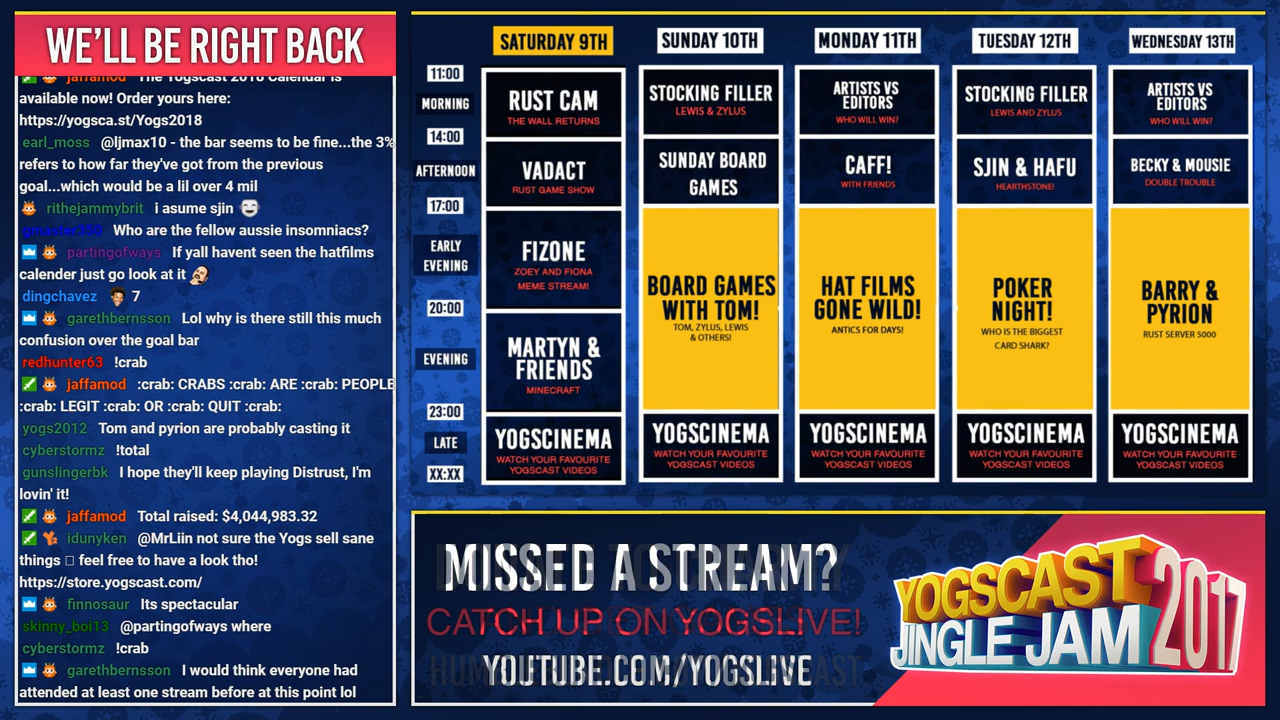 WE'LL BE RIGHT BACK
jaffamod The Yogscast 2018 Calendar is
available now! Order yours here:
https://yogsca.st/Yogs2018
earl_moss @ljmax10 - the bar seems to be fine...the 3%
refers to how far they've got from the previous
goal...which would be a lil over 4 mil
rithejammybrit i asume sjin
Who are the fellow aussie insomniacs?
partingofways If yall havent seen the hatfilms
calender just go look at it
dingchavez 7
garethbernsson Lol why is there still this much
confusion over the goal bar
redhunter63 !crab
jaffamod :crab: CRABS :crab: ARE :crab: PEOPLE
:crab: LEGIT :crab: OR :crab: QUIT :crab:
yogs2012 Tom and pyrion are probably casting it
cyberstormz !total
gunslingerbk I hope they'll keep playing Distrust, I'm
lovin' it!
jaffamod Total raised: $4,044,983.32
idunyken @MrLiin not sure the Yogs sell sane
things feel free to have a look tho!
https://store.yogscast.com/
finnosaur Its spectacular
skinny_boi13 @partingofways where
cyberstormz !crab
garethbernsson I would think everyone had
attended at least one stream before at this point lol
11:00
MORNING
14:00
AFTERNOON
17:00
EARLY
EVENING
20:00
EVENING
23:00
LATE
XX:XX
SATURDAY 9TH
RUST CAM
THE WALL RETURNS
VADACT
RUST GAME SHOW
FIZONE
ZOEY AND FIONA
MEME STREAM!
MARTYN &
FRIENDS
MINECRAFT
YOGSCINEMA
WATCH YOUR FAVOURITE
YOGSCAST VIDEOS
SUNDAY 10TH
STOCKING FILLER
LEWIS & ZYLUS
SUNDAY BOARD
GAMES
BOARD GAMES
WITH TOM!
TOM, ZYLUS, LEWIS
& OTHERS!
YOGSCINEMA
WATCH YOUR FAVOURITE
YOGSCAST VIDEOS
MONDAY 11TH
ARTISTS VS
EDITORS
WHO WILL WIN?
CAFF!
WITH FRIENDS
HAT FILMS
GONE WILD!
ANTICS FOR DAYS!
YOGSCINEMA
WATCH YOUR FAVOURITE
YOGSCAST VIDEOS
TUESDAY 12TH
STOCKING FILLER
LEWIS AND ZYLUS
SJIN & HAFU
HEARTHSTONE!
POKER
NIGHT!
WHO IS THE BIGGEST
CARD SHARK?
YOGSCINEMA
WATCH YOUR FAVOURITE
YOGSCAST VIDEOS
WEDNESDAY 13TH
ARTISTS VS
EDITORS
WHO WILL WIN?
BECKY & MOUSIE
DOUBLE TROUBLE
BARRY &
PYRION
RUST SERVER 5000
YOGSCINEMA
WATCH YOUR FAVOURITE
YOGSCAST VIDEOS
MISSED A STREAM?
CATCH UP ON YOGSLIVE!
YOUTUBE.COM/YOGSLIVE
YOGSCAST
JINGLE JAM
2017